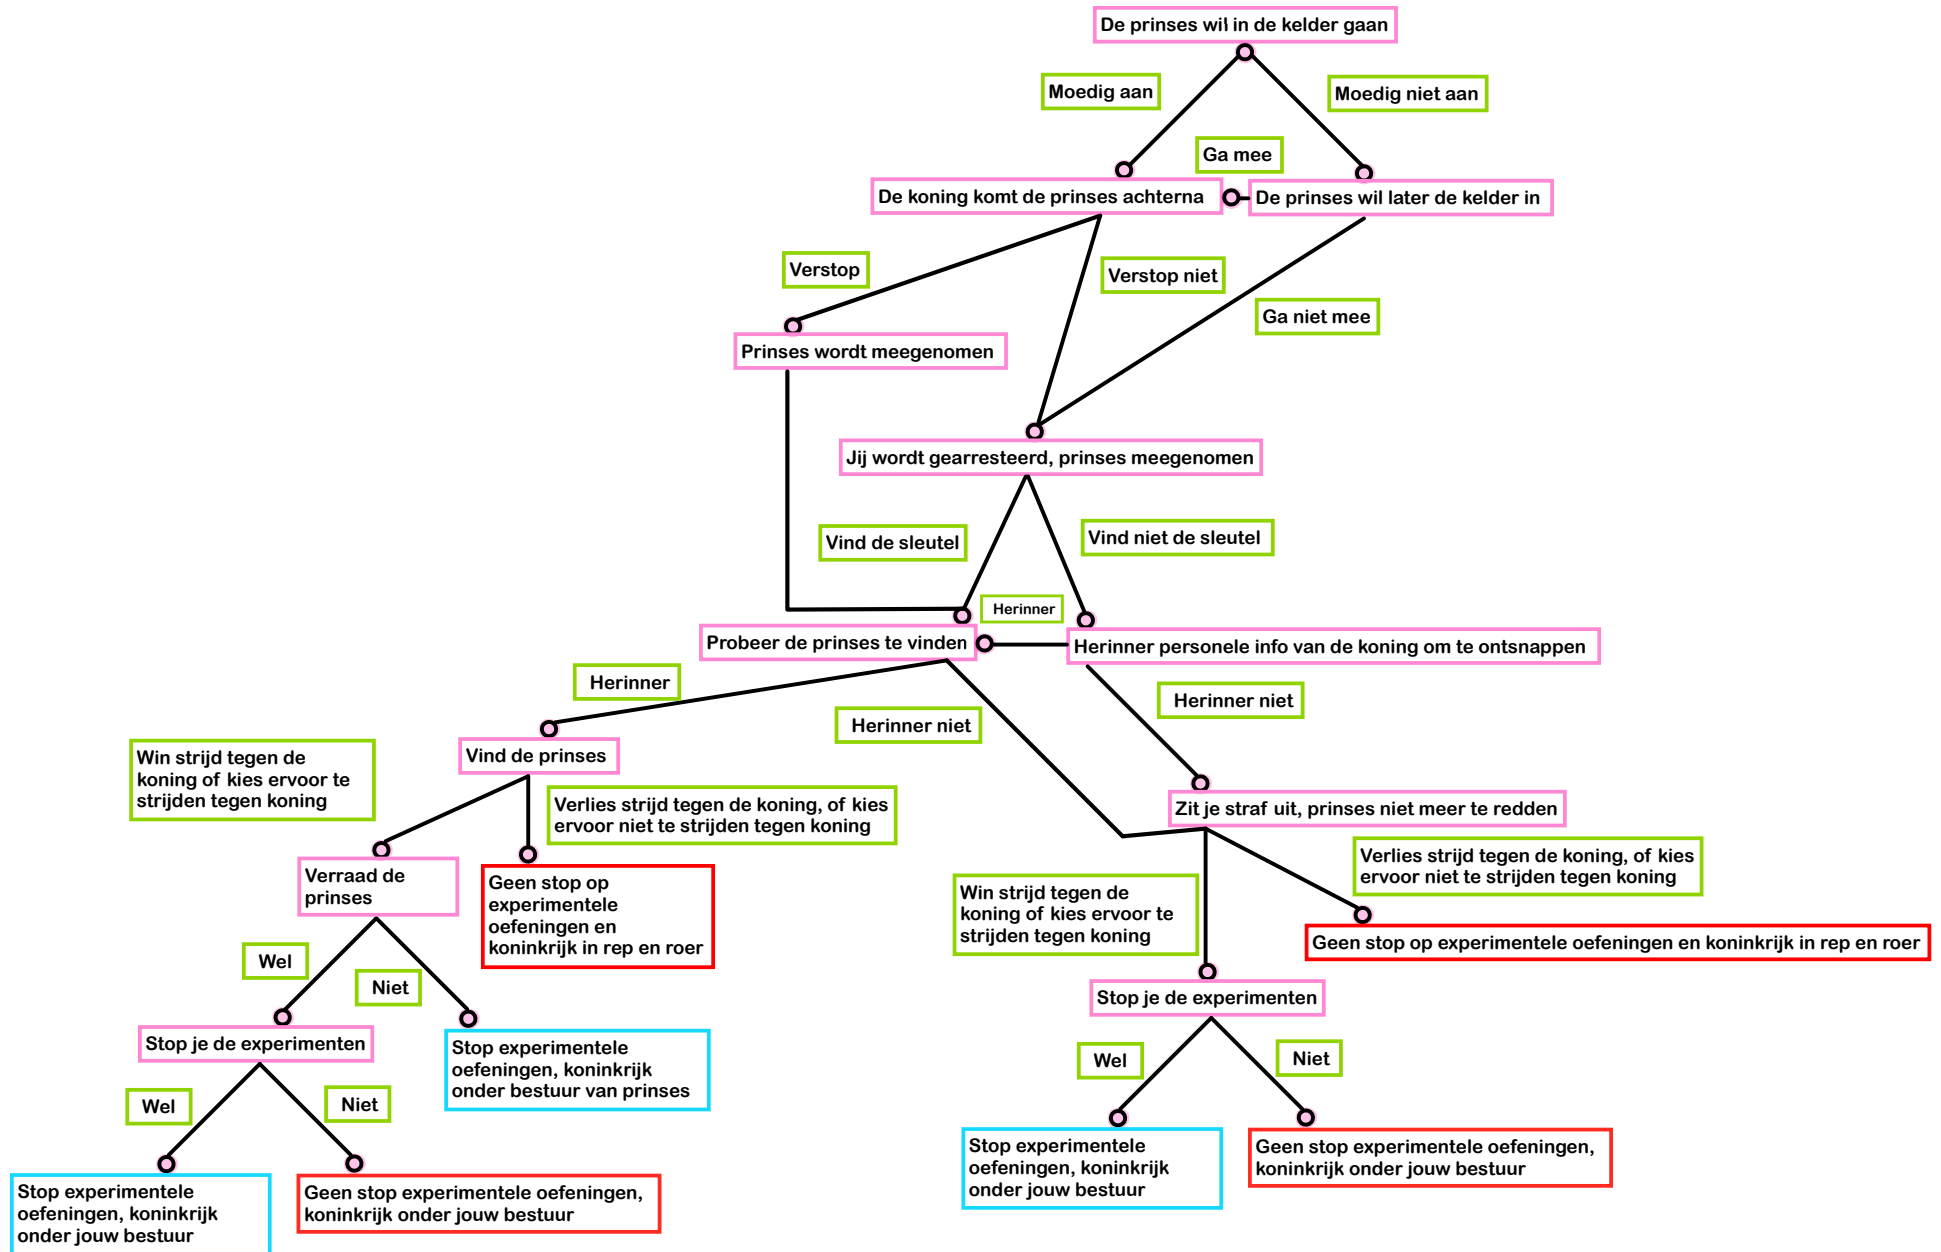 De prinses wil in de kelder gaan
Moedig aan
Moedig niet aan
Ga mee
De koning komt de prinses achterna
De prinses wil later de kelder in
Verstop
Verstop niet
Ga niet mee
Prinses wordt meegenomen
Jij wordt gearresteerd, prinses meegenomen
Vind de sleutel
Vind niet de sleutel
Herinner
Probeer de prinses te vinden
Herinner personele info van de koning om te ontsnappen
Herinner
Herinner niet
Herinner niet
Vind de prinses
Win strijd tegen de
koning of kies ervoor te
strijden tegen koning
Verlies strijd tegen de koning, of kies
ervoor niet te strijden tegen koning
Zit je straf uit, prinses niet meer te redden
Verraad de
prinses
Geen stop op
experimentele
oefeningen en
koninkrijk in rep en roer
Win strijd tegen de
koning of kies ervoor te
strijden tegen koning
Verlies strijd tegen de koning, of kies
ervoor niet te strijden tegen koning
Geen stop op experimentele oefeningen en koninkrijk in rep en roer
Wel
Niet
Stop je de experimenten
Stop je de experimenten
Stop experimentele
oefeningen, koninkrijk
onder bestuur van prinses
Wel
Niet
Wel
Niet
Stop experimentele
oefeningen, koninkrijk
onder jouw bestuur
Geen stop experimentele oefeningen,
koninkrijk onder jouw bestuur
Stop experimentele
oefeningen, koninkrijk
onder jouw bestuur
Geen stop experimentele oefeningen,
koninkrijk onder jouw bestuur